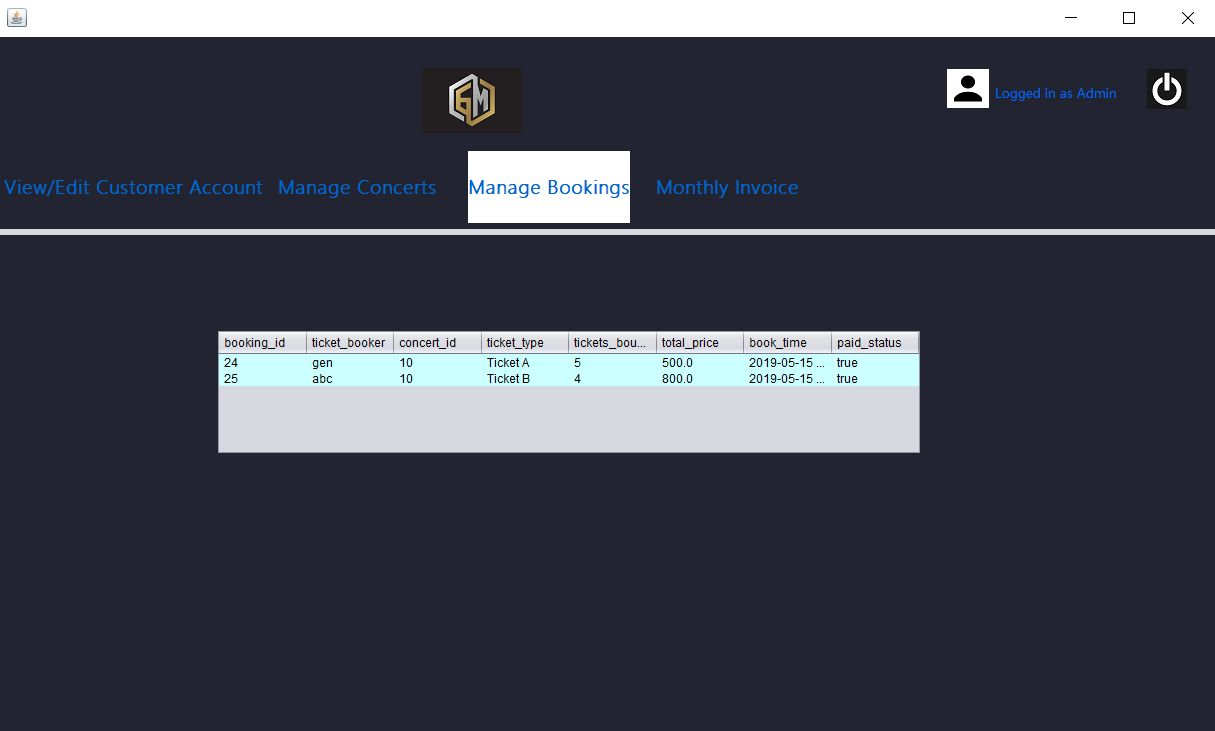 GM
Logged in as Admin
View/Edit Customer Account Manage Concerts Manage Bookings Monthly Invoice
booking_id ticket_booker concert_id ticket_type tickets_bou... total_price book_time paid_status
24 gen 10 Ticket A 5 500.0 2019-05-15 ... true
25 abc 10 Ticket B 4 800.0 2019-05-15 ... true